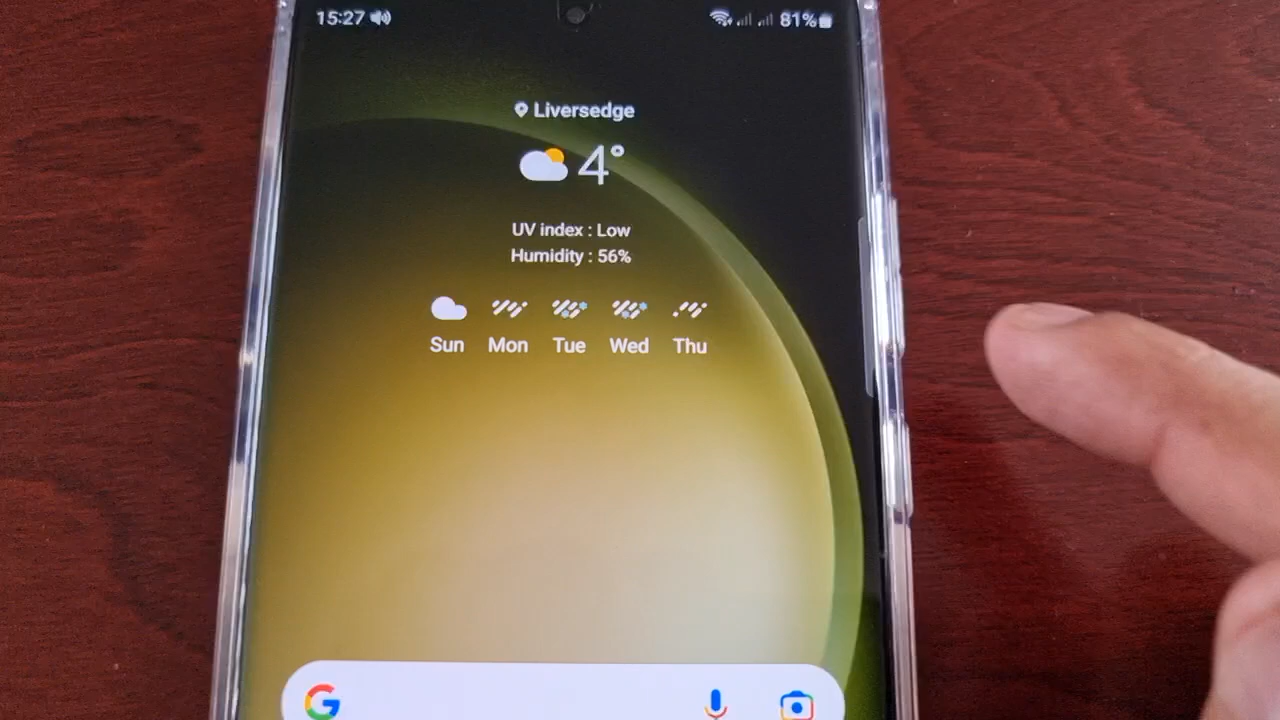 15:27 81%
Liversedge
4°
UV index : Low
Humidity : 56%
Sun Mon Tue Wed Thu
G